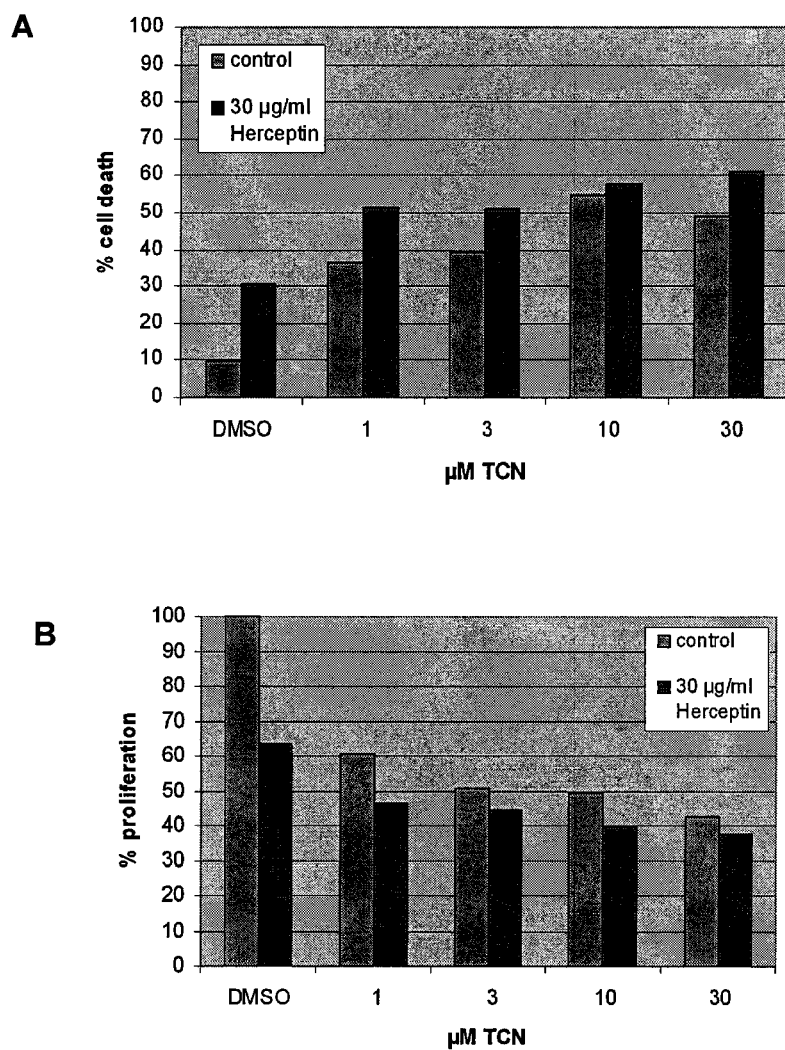 A
100
90
80
70
60
50
40
30
20
10
0
% cell death
control
30 µg/ml
Herceptin
DMSO 1 3 10 30
µM TCN
B
100
90
80
70
60
50
40
30
20
10
0
% proliferation
control
30 µg/ml
Herceptin
DMSO 1 3 10 30
µM TCN